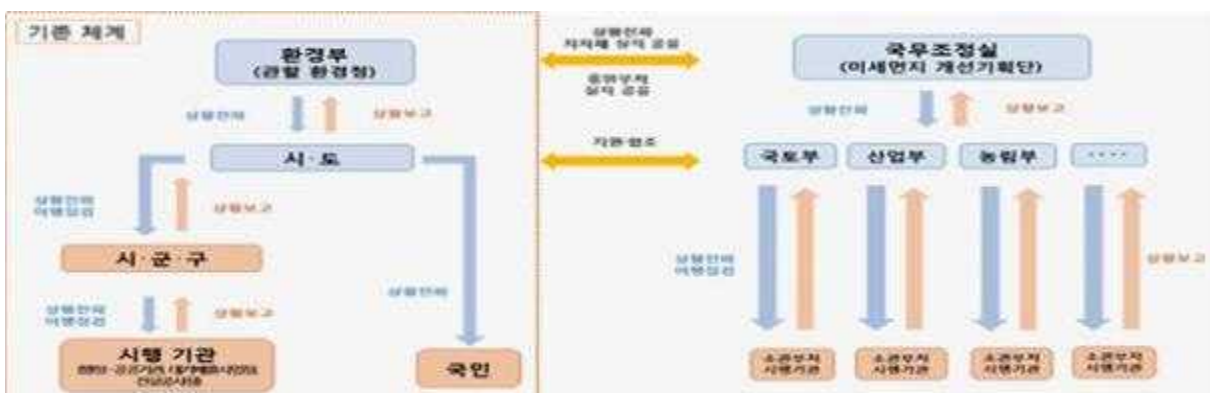 기존 체계
환경부
(관할 환경청)
상황전파
상황보고
시·도
상황전파
이행점검
상황보고
시·군·구
상황전파
이행점검
상황보고
시행 기관
상황전파
국민
상황전파
지자체 실적 공유
중앙부처
실적 공유
지원·협조
국무조정실
(미세먼지 개선기획단)
상황전파
상황보고
국토부
산업부
농림부
....
상황전파
이행점검
상황보고
소관부처
시행기관
소관부처
시행기관
소관부처
시행기관
소관부처
시행기관